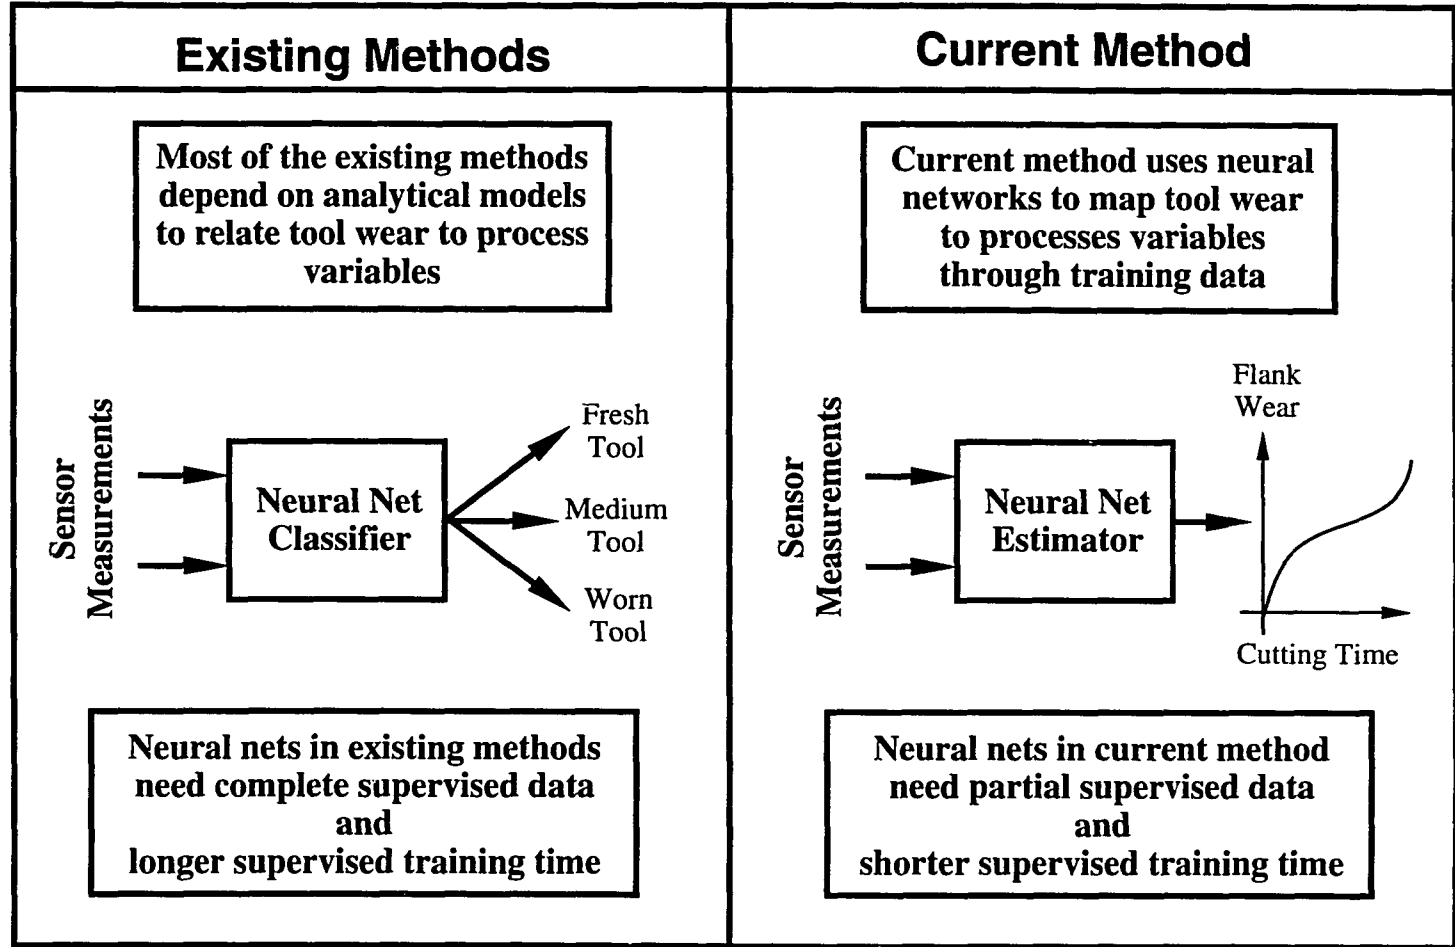 Existing Methods
Most of the existing methods
depend on analytical models
to relate tool wear to process
variables
Sensor
Measurements
Neural Net
Classifier
Fresh
Tool
Medium
Tool
Worn
Tool
Neural nets in existing methods
need complete supervised data
and
longer supervised training time
Current Method
Current method uses neural
networks to map tool wear
to processes variables
through training data
Sensor
Measurements
Neural Net
Estimator
Flank
Wear
Cutting Time
Neural nets in current method
need partial supervised data
and
shorter supervised training time